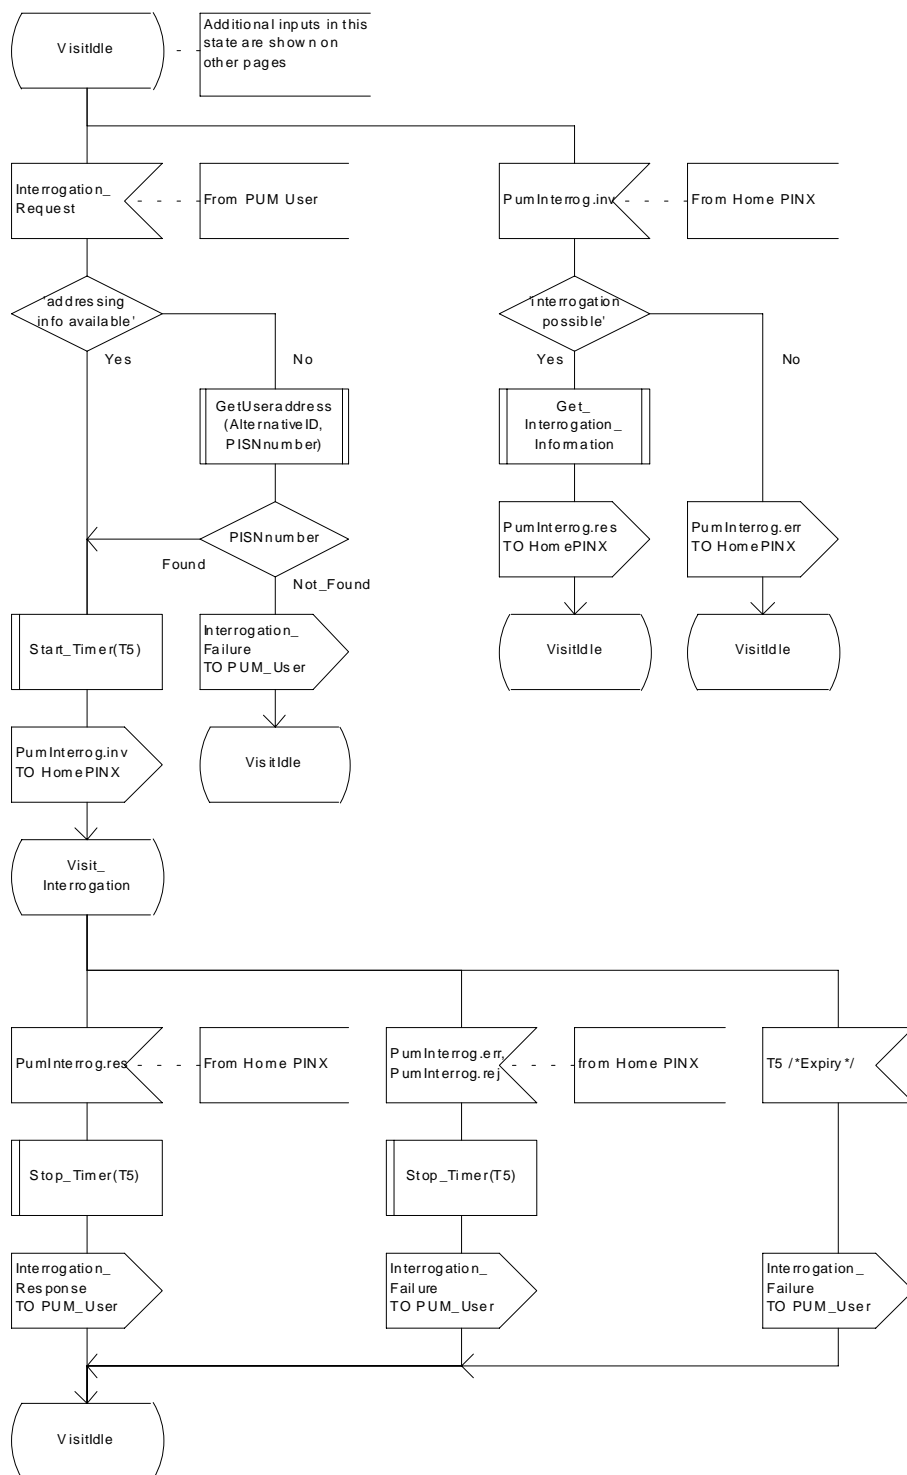 VisitIdle
Additional inputs in this
state are shown on
other pages
Interrogation_
Request
From PUM User
PumInterrog.inv
From Home PINX
'addressing
info available'
Yes
No
'interrogation
possible'
Yes
No
GetUseraddress
(AlternativeID,
PISNnumber)
Get_
Interrogation_
Information
PISNnumber
Found
Not_Found
PumInterrog.res
TO HomePINX
PumInterrog.err
TO HomePINX
Start_Timer(T5)
Interrogation_
Failure
TO PUM_User
VisitIdle
VisitIdle
PumInterrog.inv
TO HomePINX
VisitIdle
Visit_
Interrogation
PumInterrog.res
From Home PINX
PumInterrog.err,
PumInterrog.rej
from Home PINX
T5 /*Expiry*/
Stop_Timer(T5)
Stop_Timer(T5)
Interrogation_
Response
TO PUM_User
Interrogation_
Failure
TO PUM_User
Interrogation_
Failure
TO PUM_User
VisitIdle